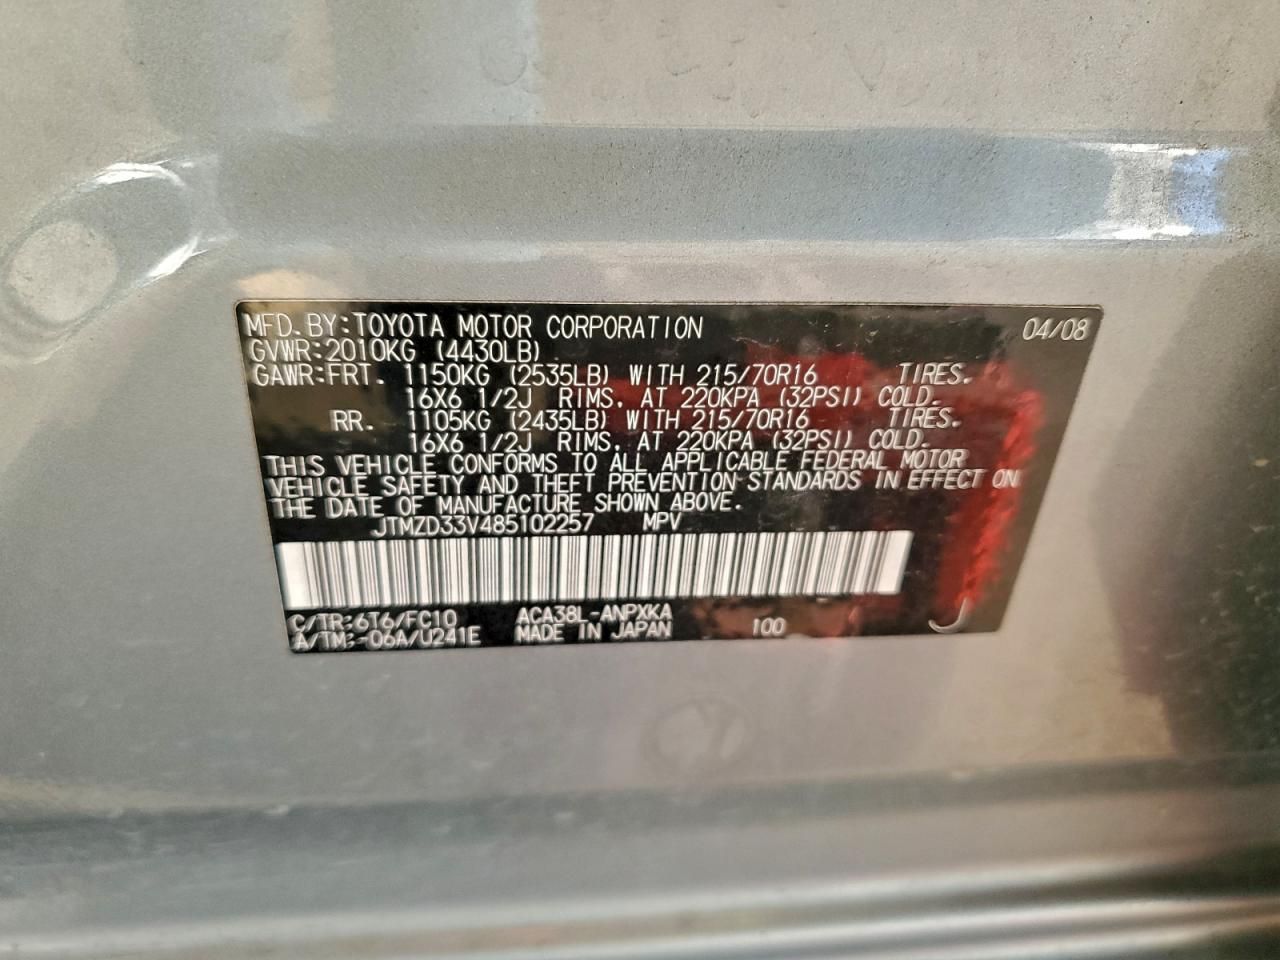 MFD. BY: TOYOTA MOTOR CORPORATION 04/08
GVWR: 2010KG (4430LB)
GAWR: FRT. 1150KG (2535LB) WITH 215/70R16 TIRES.
16X6 1/2J RIMS, AT 220KPA (32PSI) COLD.
RR. 1105KG (2435LB) WITH 215/70R16 TIRES.
16X6 1/2J RIMS, AT 220KPA (32PSI) COLD.
THIS VEHICLE CONFORMS TO ALL APPLICABLE FEDERAL MOTOR
VEHICLE SAFETY AND THEFT PREVENTION STANDARDS IN EFFECT ON
THE DATE OF MANUFACTURE SHOWN ABOVE.
JTMZD33V485102257 MPV
C/TR: 6T6/FC10 ACA38L-ANPXKA
A/TM: -06A/U241E MADE IN JAPAN 100 J